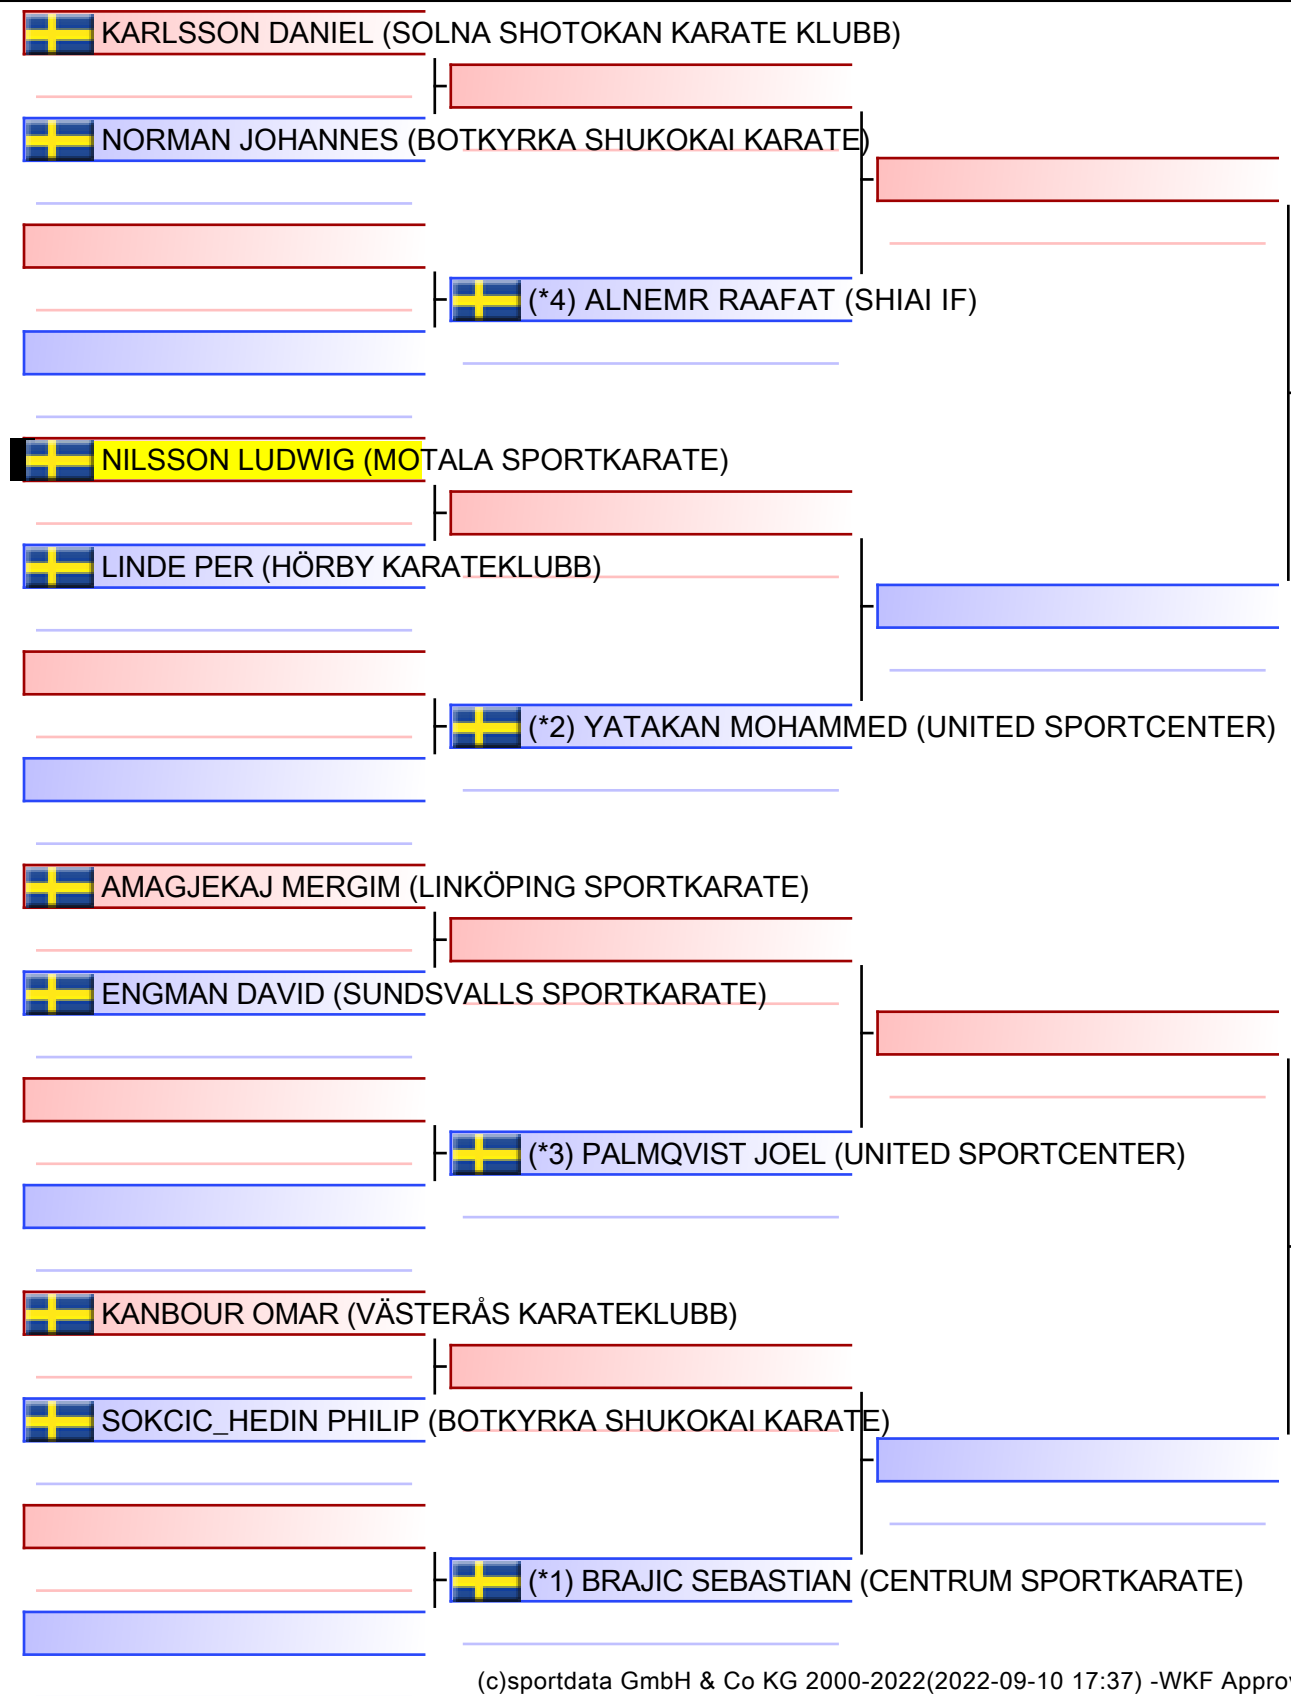 KARLSSON DANIEL (SOLNA SHOTOKAN KARATE KLUBB)
NORMAN JOHANNES (BOTKYRKA SHUKOKAI KARATE)
(*4) ALNEMR RAAFAT (SHIAI IF)
NILSSON LUDWIG (MOTALA SPORTKARATE)
LINDE PER (HÖRBY KARATEKLUBB)
(*2) YATAKAN MOHAMMED (UNITED SPORTCENTER)
AMAGJEKAJ MERGIM (LINKÖPING SPORTKARATE)
ENGMAN DAVID (SUNDSVALLS SPORTKARATE)
(*3) PALMQVIST JOEL (UNITED SPORTCENTER)
KANBOUR OMAR (VÄSTERÅS KARATEKLUBB)
SOKCIC_HEDIN PHILIP (BOTKYRKA SHUKOKAI KARATE)
(*1) BRAJIC SEBASTIAN (CENTRUM SPORTKARATE)
(c)sportdata GmbH & Co KG 2000-2022(2022-09-10 17:37) -WKF Approv